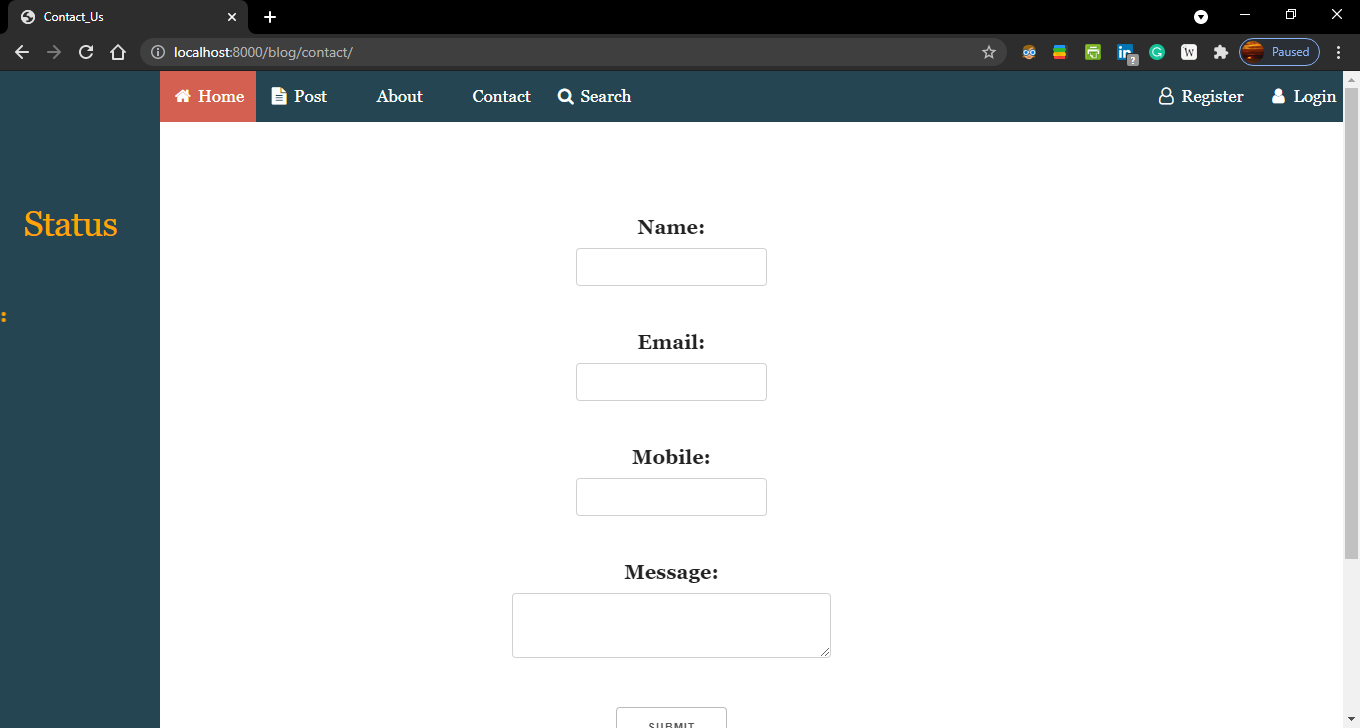 Contact_Us
localhost:8000/blog/contact/
Paused
Home Post About Contact Search Register Login
Status
:
Name:
Email:
Mobile:
Message:
SUBMIT